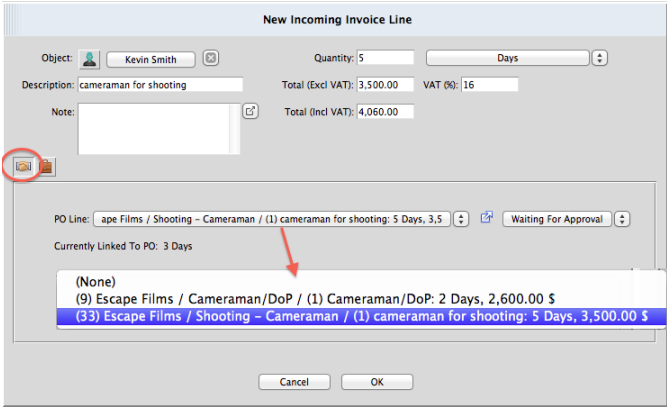 New Incoming Invoice Line
Object: Kevin Smith Quantity: 5 Days
Description: cameraman for shooting Total (Excl VAT): 3,500.00 VAT (%): 16
Note: Total (Incl VAT): 4,060.00
PO Line: ape Films / Shooting – Cameraman / (1) cameraman for shooting: 5 Days, 3,5 Waiting For Approval
Currently Linked To PO: 3 Days
(None)
(9) Escape Films / Cameraman/DoP / (1) Cameraman/DoP: 2 Days, 2,600.00 $
(33) Escape Films / Shooting – Cameraman / (1) cameraman for shooting: 5 Days, 3,500.00 $
Cancel OK